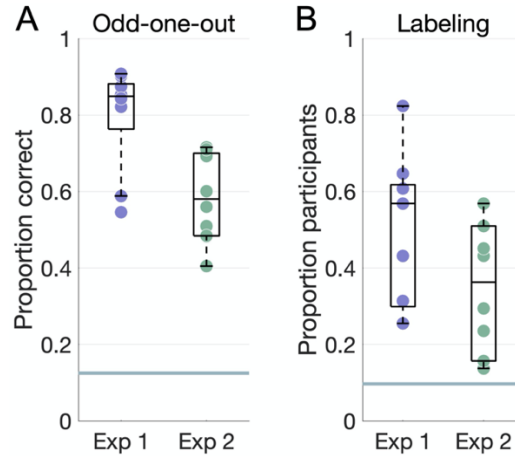 A Odd-one-out
Proportion correct
1
0.8
0.6
0.4
0.2
0
Exp 1 Exp 2
B Labeling
Proportion participants
1
0.8
0.6
0.4
0.2
0
Exp 1 Exp 2